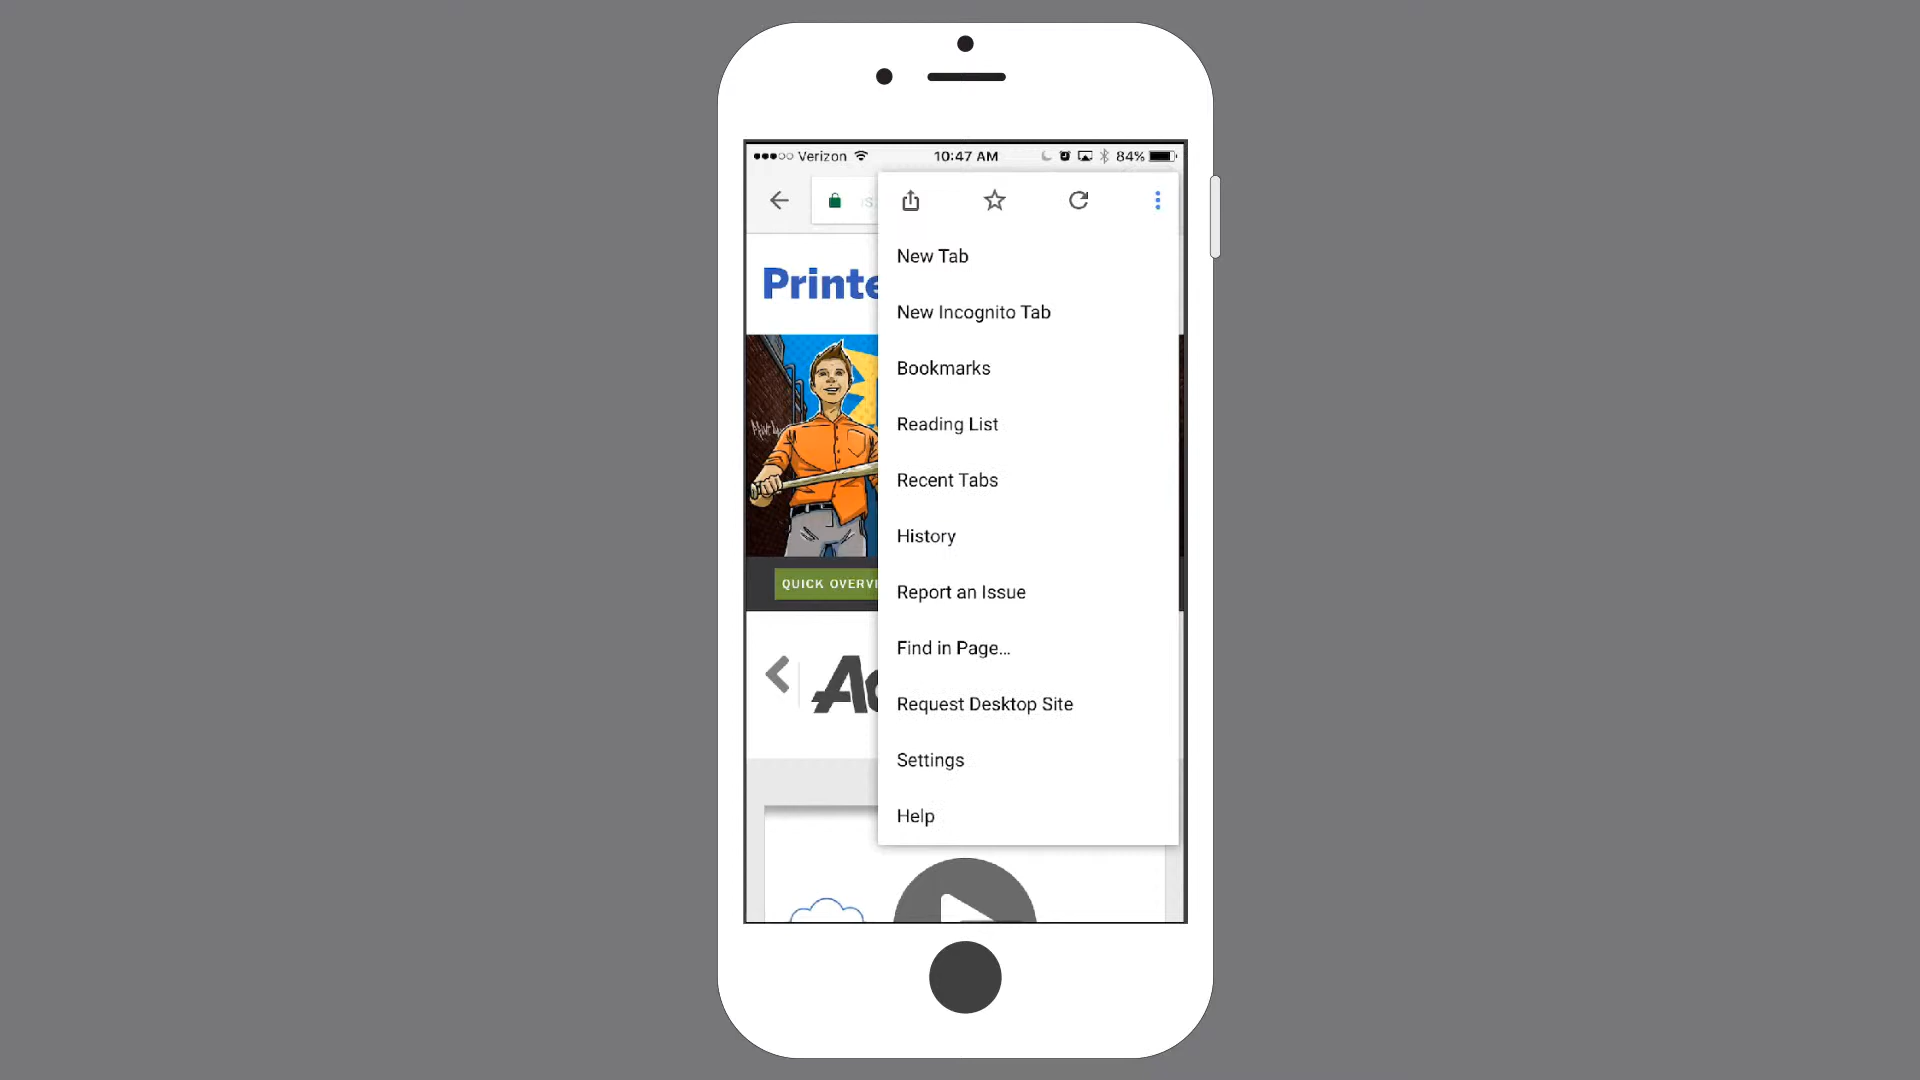 Verizon 10:47 AM 84%
New Tab
Printe
New Incognito Tab
Bookmarks
Reading List
Recent Tabs
History
QUICK OVERVI
Report an Issue
Find in Page...
Ac
Request Desktop Site
Settings
Help